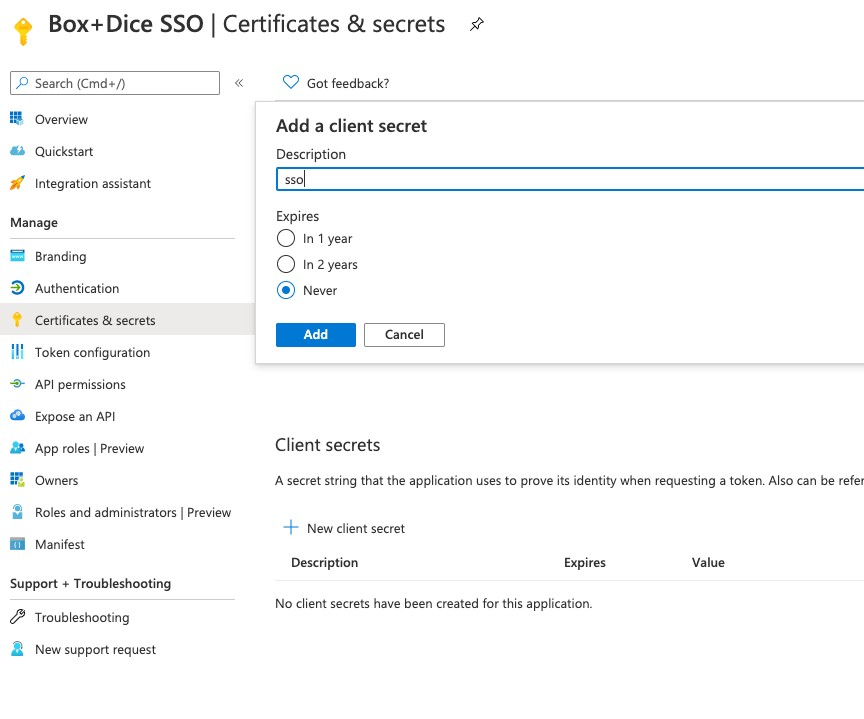 Box+Dice SSO | Certificates & secrets
Search (Cmd+/)
«
Overview
Quickstart
Integration assistant
Manage
Branding
Authentication
Certificates & secrets
Token configuration
API permissions
Expose an API
App roles | Preview
Owners
Roles and administrators | Preview
Manifest
Support + Troubleshooting
Troubleshooting
New support request
Got feedback?
Add a client secret
Description
sso
Expires
In 1 year
In 2 years
Never
Add Cancel
Client secrets
A secret string that the application uses to prove its identity when requesting a token. Also can be refer
New client secret
Description Expires Value
No client secrets have been created for this application.